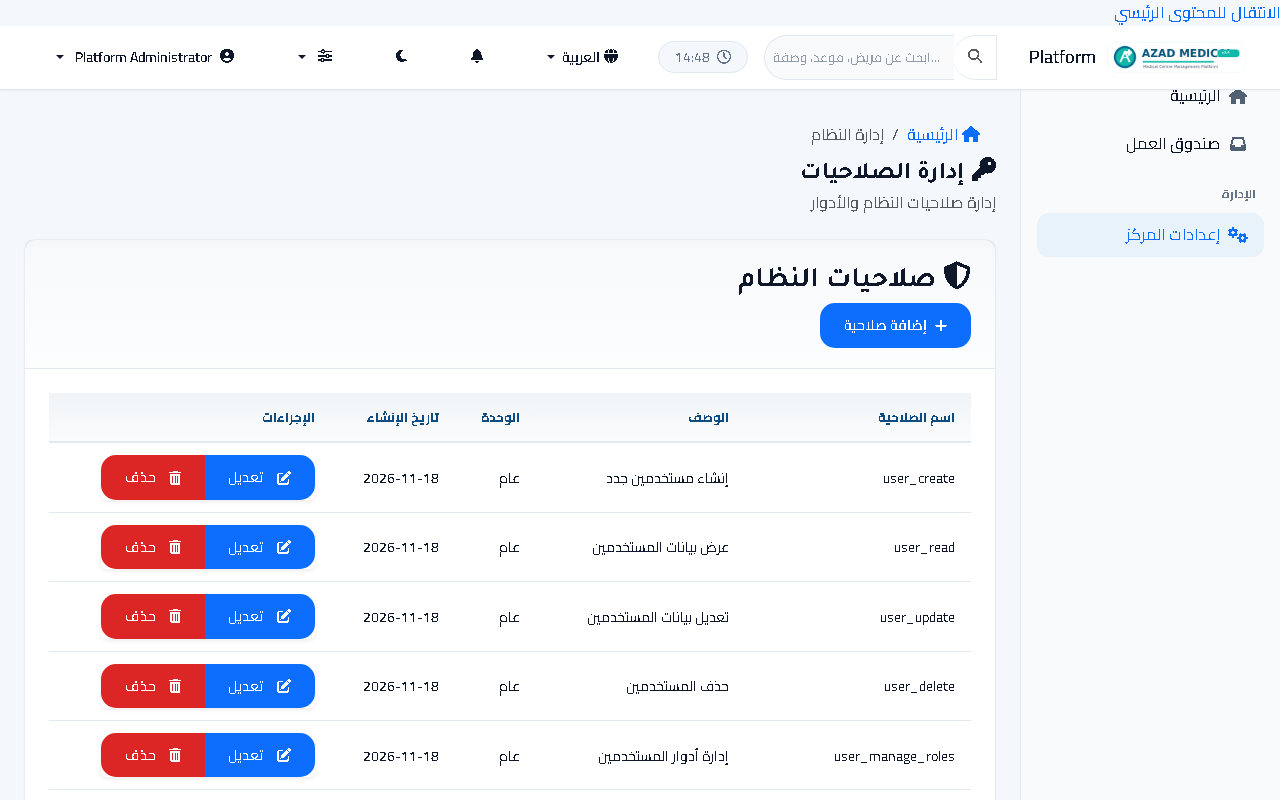 الانتقال للمحتوى الرئيسي
AZAD MEDIC
Medical Centre Management Platform
Platform
ابحث عن مريض، موعد، وصفة...
14:48
العربية
Platform Administrator
الرئيسية
صندوق العمل
الإدارة
إعدادات المركز
الرئيسية / إدارة النظام
إدارة الصلاحيات
إدارة صلاحيات النظام والأدوار
صلاحيات النظام
إضافة صلاحية
اسم الصلاحية الوصف الوحدة تاريخ الإنشاء الإجراءات
user_create إنشاء مستخدمين جدد عام 2026-11-18 تعديل حذف
user_read عرض بيانات المستخدمين عام 2026-11-18 تعديل حذف
user_update تعديل بيانات المستخدمين عام 2026-11-18 تعديل حذف
user_delete حذف المستخدمين عام 2026-11-18 تعديل حذف
user_manage_roles إدارة أدوار المستخدمين عام 2026-11-18 تعديل حذف